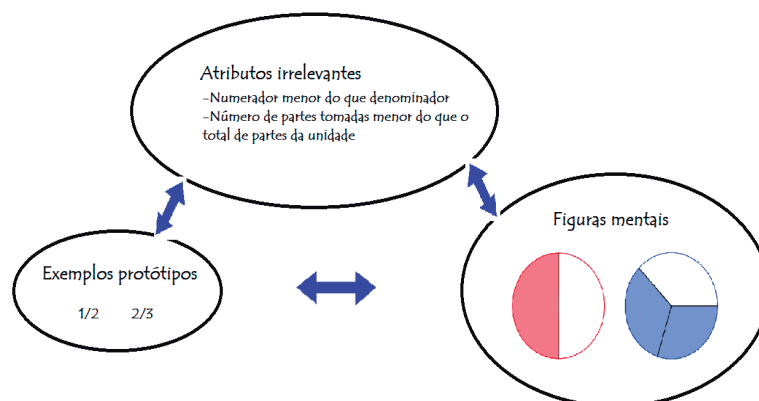 Atributos irrelevantes
-Numerador menor do que denominador
-Número de partes tomadas menor do que o
total de partes da unidade
Figuras mentais
Exemplos protótipos
1/2 2/3